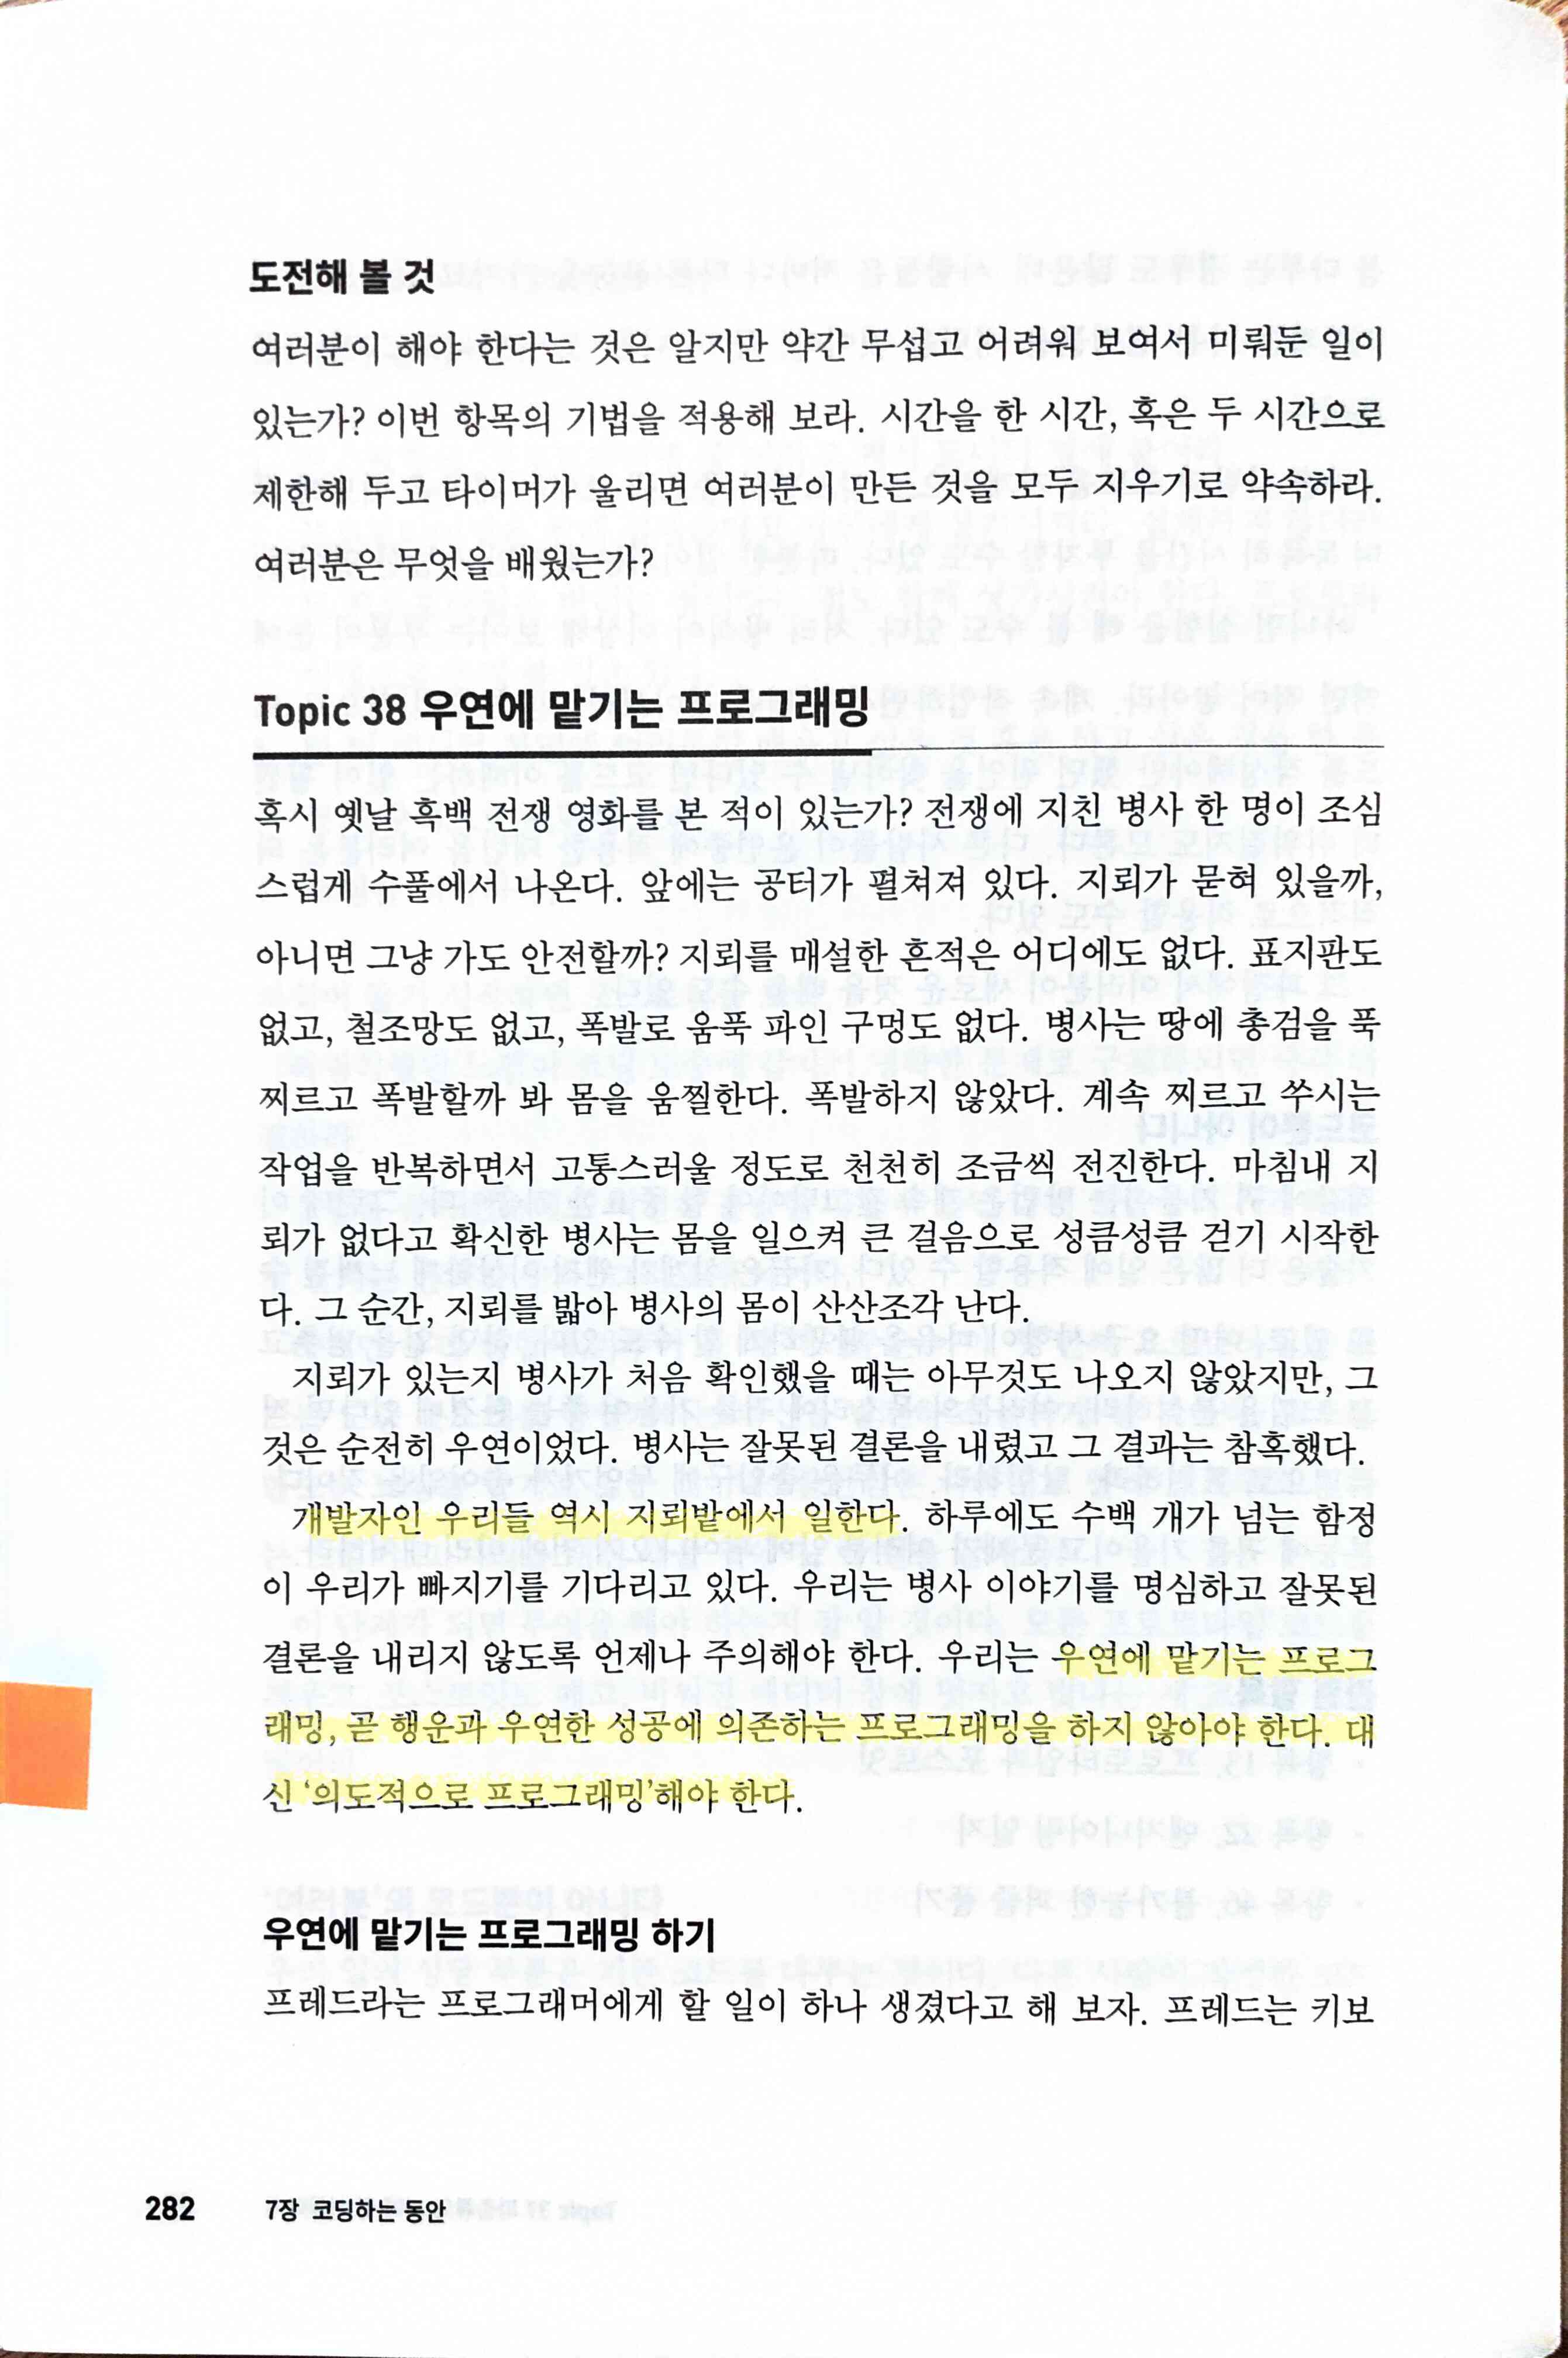 도전해 볼 것
여러분이 해야 한다는 것은 알지만 약간 무섭고 어려워 보여서 미뤄둔 일이
있는가? 이번 항목의 기법을 적용해 보라. 시간을 한 시간, 혹은 두 시간으로
제한해 두고 타이머가 울리면 여러분이 만든 것을 모두 지우기로 약속하라.
여러분은 무엇을 배웠는가?
Topic 38 우연에 맡기는 프로그래밍
혹시 옛날 흑백 전쟁 영화를 본 적이 있는가? 전쟁에 지친 병사 한 명이 조심
스럽게 수풀에서 나온다. 앞에는 공터가 펼쳐져 있다. 지뢰가 묻혀 있을까,
아니면 그냥 가도 안전할까? 지뢰를 매설한 흔적은 어디에도 없다. 표지판도
없고, 철조망도 없고, 폭발로 움푹 파인 구멍도 없다. 병사는 땅에 총검을 푹
찌르고 폭발할까 봐 몸을 움찔한다. 폭발하지 않았다. 계속 찌르고 쑤시는
작업을 반복하면서 고통스러울 정도로 천천히 조금씩 전진한다. 마침내 지
뢰가 없다고 확신한 병사는 몸을 일으켜 큰 걸음으로 성큼성큼 걷기 시작한
다. 그 순간, 지뢰를 밟아 병사의 몸이 산산조각 난다.
지뢰가 있는지 병사가 처음 확인했을 때는 아무것도 나오지 않았지만, 그
것은 순전히 우연이었다. 병사는 잘못된 결론을 내렸고 그 결과는 참혹했다.
개발자인 우리들 역시 지뢰밭에서 일한다. 하루에도 수백 개가 넘는 함정
이 우리가 빠지기를 기다리고 있다. 우리는 병사 이야기를 명심하고 잘못된
결론을 내리지 않도록 언제나 주의해야 한다. 우리는 우연에 맡기는 프로그
래밍, 곧 행운과 우연한 성공에 의존하는 프로그래밍을 하지 않아야 한다. 대
신 ‘의도적으로 프로그래밍’해야 한다.
우연에 맡기는 프로그래밍 하기
프레드라는 프로그래머에게 할 일이 하나 생겼다고 해 보자. 프레드는 키보
282 7장 코딩하는 동안